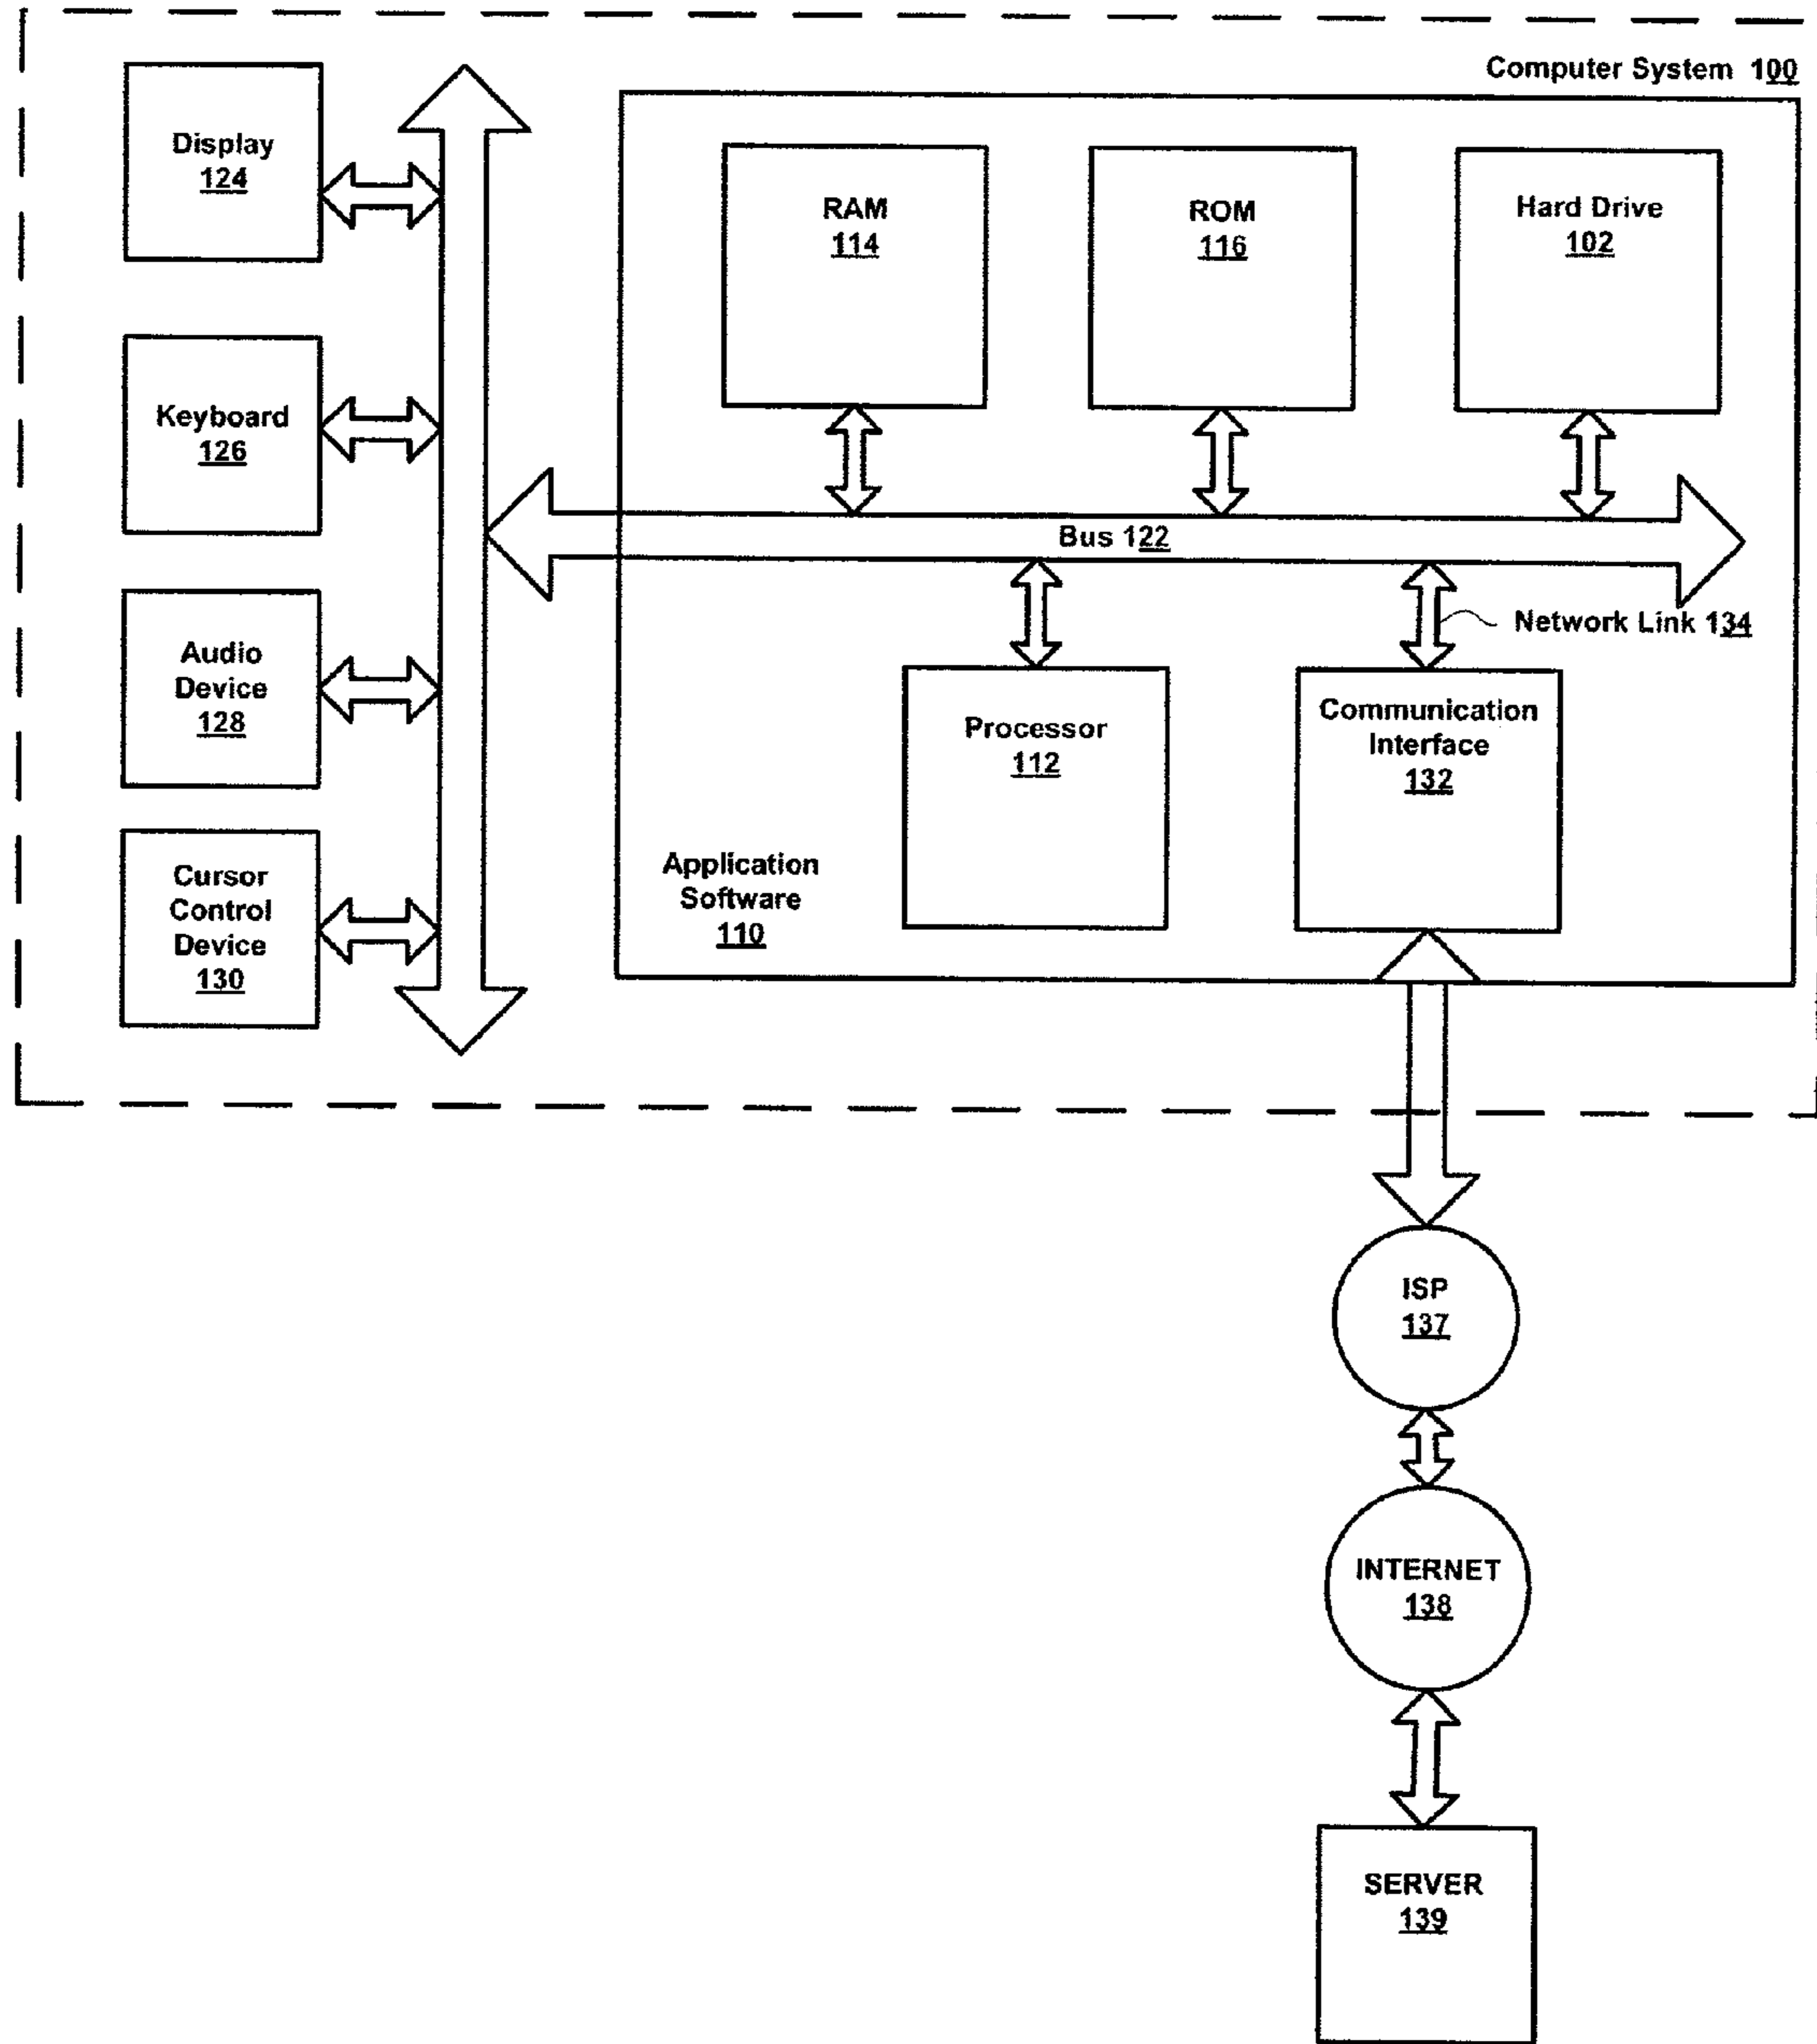 Computer System 100
Display
124
RAM
114
ROM
116
Hard Drive
102
Keyboard
126
Bus 122
Network Link 134
Audio
Device
128
Processor
112
Communication
Interface
132
Application
Software
110
Cursor
Control
Device
130
ISP
137
INTERNET
138
SERVER
139